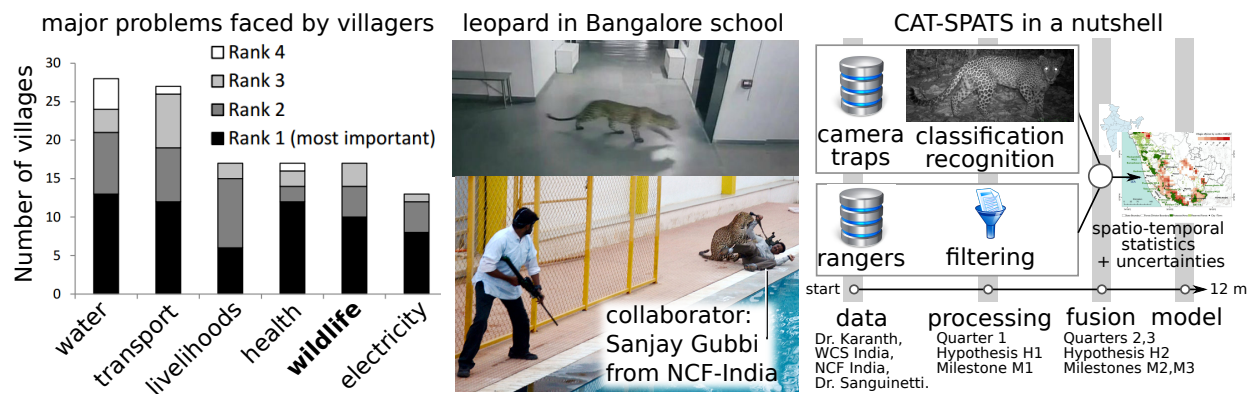 major problems faced by villagers
Rank 4
Rank 3
Rank 2
Rank 1 (most important)
Number of villages
30
25
20
15
10
5
0
water
transport
livelihoods
health
wildlife
electricity
leopard in Bangalore school
collaborator:
Sanjay Gubbi
from NCF-India
CAT-SPATS in a nutshell
camera
traps
classification
recognition
rangers
filtering
spatio-temporal
statistics
+ uncertainties
start
12 m
data
Dr. Karanth,
WCS India,
NCF India,
Dr. Sanguinetti.
processing
Quarter 1
Hypothesis H1
Milestone M1
fusion
Quarters 2,3
Hypothesis H2
Milestones M2,M3
model